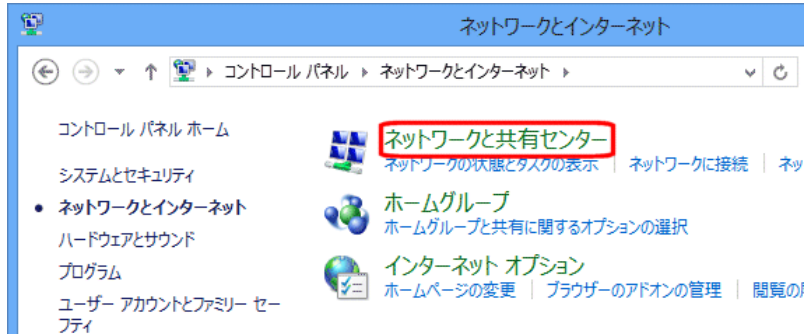 ネットワークとインターネット
コントロール パネル ネットワークとインターネット
コントロール パネル ホーム
システムとセキュリティ
ネットワークとインターネット
ハードウェアとサウンド
プログラム
ユーザー アカウントとファミリー セー
フティ
ネットワークと共有センター
ネットワークの状態とタスクの表示 ネットワークに接続 ネッ
ホームグループ
ホームグループと共有に関するオプションの選択
インターネット オプション
ホームページの変更 ブラウザーのアドオンの管理 閲覧の